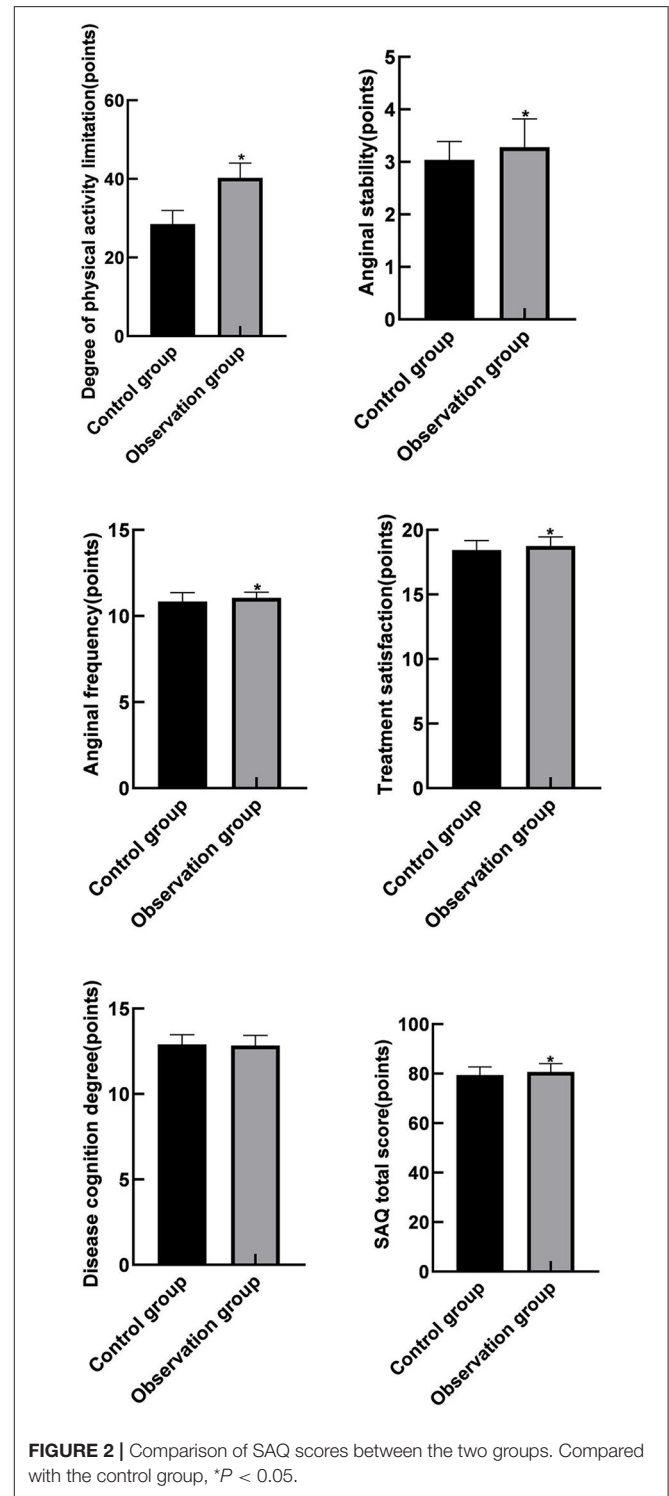 Degree of physical activity limitation(points)
60
40
20
0
*
Control group
Observation group
Anginal stability(points)
5
4
3
2
1
0
*
Control group
Observation group
Anginal frequency(points)
15
10
5
0
*
Control group
Observation group
Treatment satisfaction(points)
20
15
10
5
0
*
Control group
Observation group
Disease cognition degree(points)
15
10
5
0
Control group
Observation group
SAQ total score(points)
100
80
60
40
20
0
*
Control group
Observation group
FIGURE 2 | Comparison of SAQ scores between the two groups. Compared
with the control group, *P < 0.05.